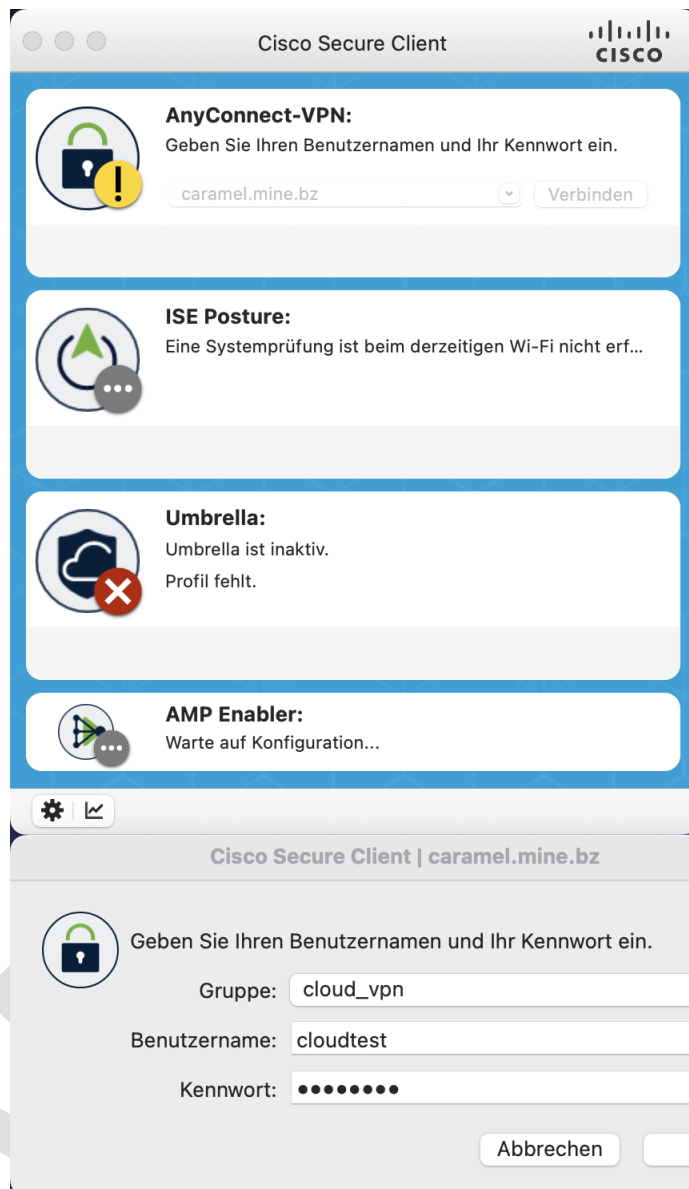 Cisco Secure Client
CISCO
AnyConnect-VPN:
Geben Sie Ihren Benutzernamen und Ihr Kennwort ein.
caramel.mine.bz
Verbinden
ISE Posture:
Eine Systemprüfung ist beim derzeitigen Wi-Fi nicht erf...
Umbrella:
Umbrella ist inaktiv.
Profil fehlt.
AMP Enabler:
Warte auf Konfiguration...
Cisco Secure Client | caramel.mine.bz
Geben Sie Ihren Benutzernamen und Ihr Kennwort ein.
Gruppe: cloud_vpn
Benutzername: cloudtest
Kennwort: ••••••••
Abbrechen